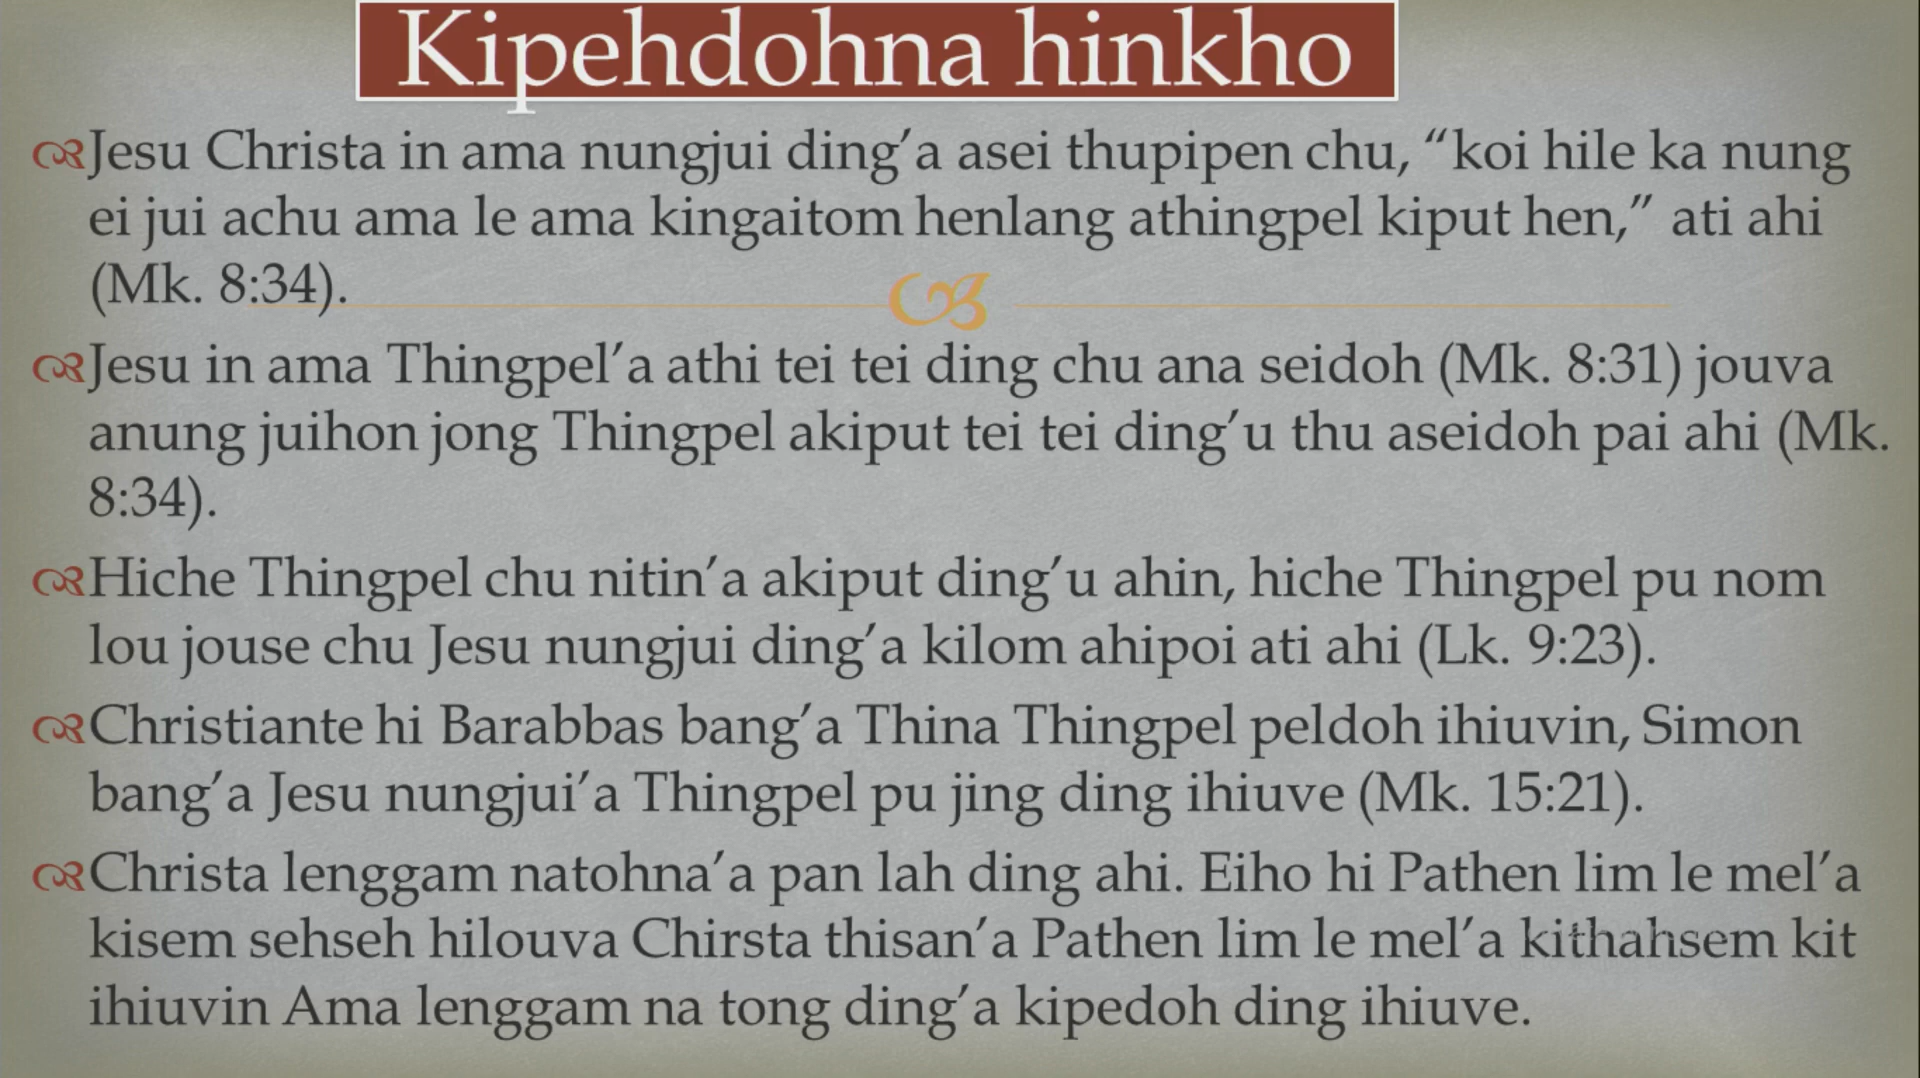 Kipehdohna hinkho
Jesu Christa in ama nungjui ding’a asei thupipen chu, “koi hile ka nung
ei jui achu ama le ama kingaitom henlang athingpel kiput hen,” ati ahi
(Mk. 8:34).
Jesu in ama Thingpel’a athi tei tei ding chu ana seidoh (Mk. 8:31) jouva
anung juihon jong Thingpel akiput tei tei ding’u thu aseidoh pai ahi (Mk.
8:34).
Hiche Thingpel chu nitin’a akiput ding’u ahin, hiche Thingpel pu nom
lou jouse chu Jesu nungjui ding’a kilom ahipoi ati ahi (Lk. 9:23).
Christiante hi Barabbas bang’a Thina Thingpel peldoh ihiuvin, Simon
bang’a Jesu nungjui’a Thingpel pu jing ding ihiuve (Mk. 15:21).
Christa lenggam natohna’a pan lah ding ahi. Eiho hi Pathen lim le mel’a
kisem sehseh hilouva Chirsta thisan’a Pathen lim le mel’a kithahsem kit
ihiuvin Ama lenggam na tong ding’a kipedoh ding ihiuve.